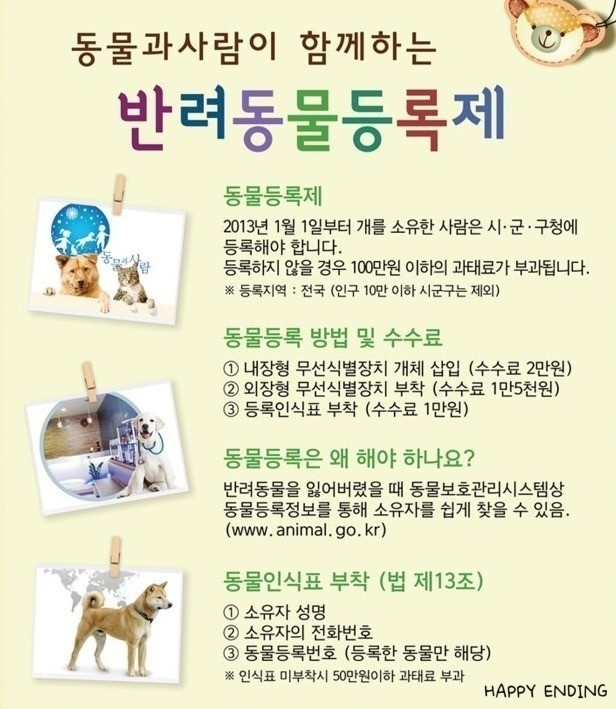 동물과사람이 함께하는
반려동물등록제
동물과사람
동물등록제
2013년 1월 1일부터 개를 소유한 사람은 시·군·구청에
등록해야 합니다.
등록하지 않을 경우 100만원 이하의 과태료가 부과됩니다.
※ 등록지역 : 전국 (인구 10만 이하 시군구는 제외)
동물등록 방법 및 수수료
① 내장형 무선식별장치 개체 삽입 (수수료 2만원)
② 외장형 무선식별장치 부착 (수수료 1만5천원)
③ 등록인식표 부착 (수수료 1만원)
동물등록은 왜 해야 하나요?
반려동물을 잃어버렸을 때 동물보호관리시스템상
동물등록정보를 통해 소유자를 쉽게 찾을 수 있음.
(www.animal.go.kr)
동물인식표 부착 (법 제13조)
① 소유자 성명
② 소유자의 전화번호
③ 동물등록번호 (등록한 동물만 해당)
※ 인식표 미부착시 50만원이하 과태료 부과
HAPPY ENDING